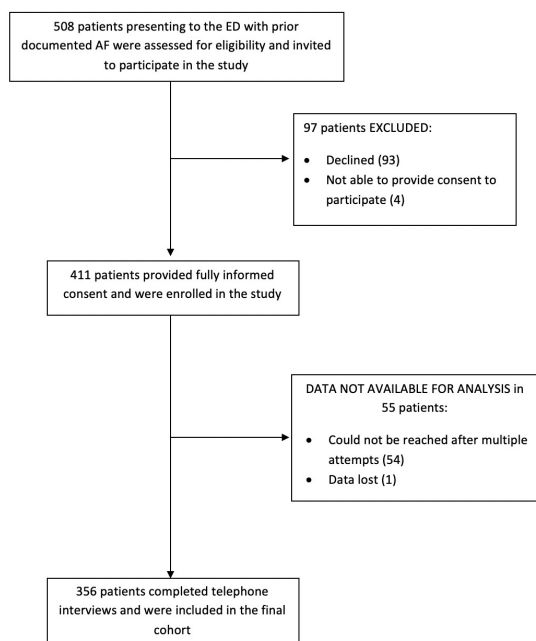 508 patients presenting to the ED with prior
documented AF were assessed for eligibility and invited
to participate in the study
97 patients EXCLUDED:
• Declined (93)
• Not able to provide consent to
participate (4)
411 patients provided fully informed
consent and were enrolled in the study
DATA NOT AVAILABLE FOR ANALYSIS in
55 patients:
• Could not be reached after multiple
attempts (54)
• Data lost (1)
356 patients completed telephone
interviews and were included in the final
cohort